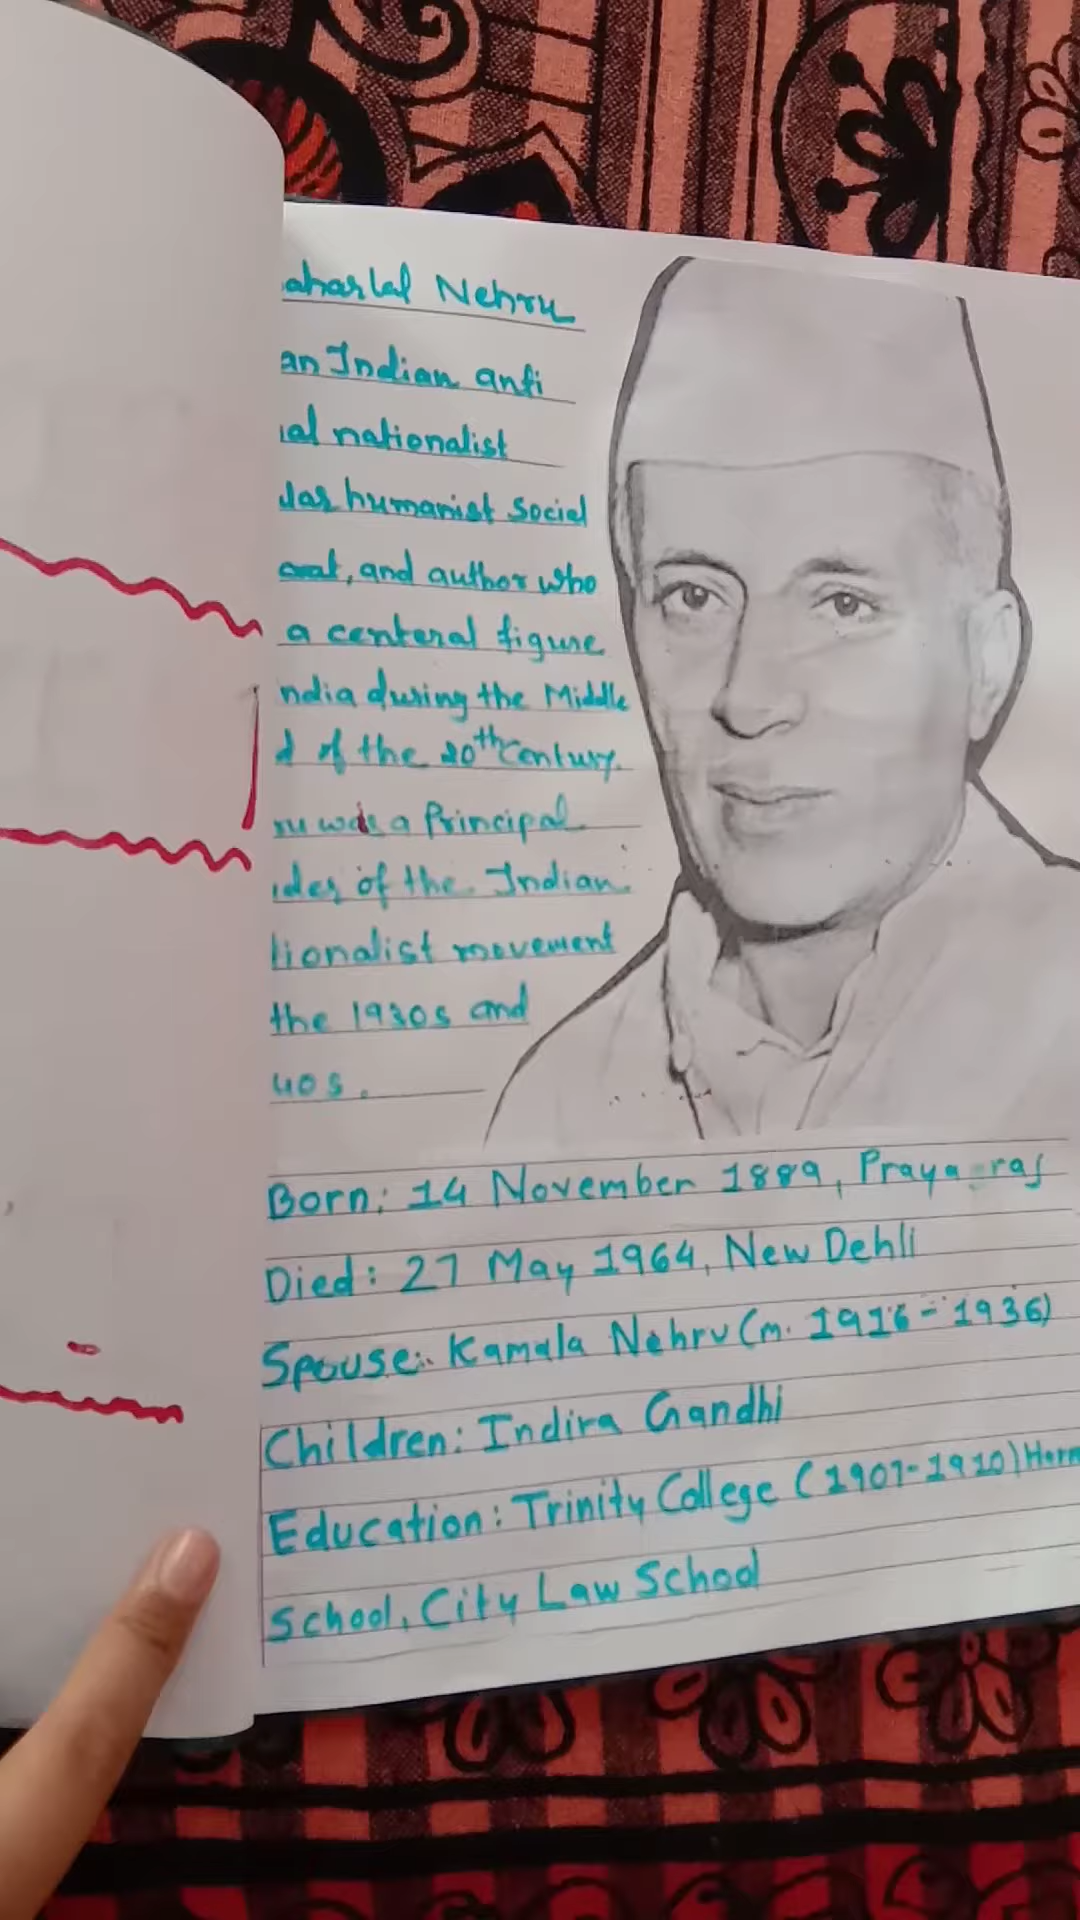 aharlal Nehru
an Indian anti
ial nationalist
ular humanist Social
crat, and author who
a centeral figure
ndia during the Middle
d of the 20th Century.
ru was a Principal
ider of the Indian
tionalist movement
the 1930s and
40s.
Born: 14 November 1889, Prayagraj
Died: 27 May 1964, New Dehli
Spouse: Kamala Nehru (m. 1916-1936)
Children: Indira Gandhi
Education: Trinity College (1907-1910) Harr
School, City Law School